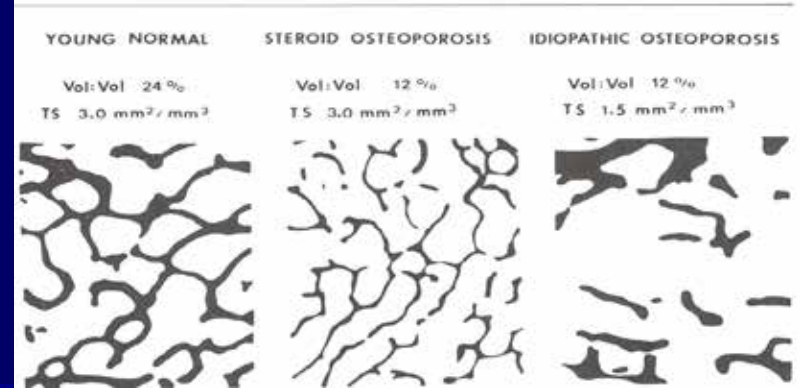 YOUNG NORMAL STEROID OSTEOPOROSIS IDIOPATHIC OSTEOPOROSIS
Vol:Vol 24 % Vol:Vol 12 % Vol:Vol 12 %
TS 3.0 mm²/mm³ TS 3.0 mm²/mm³ TS 1.5 mm²/mm³